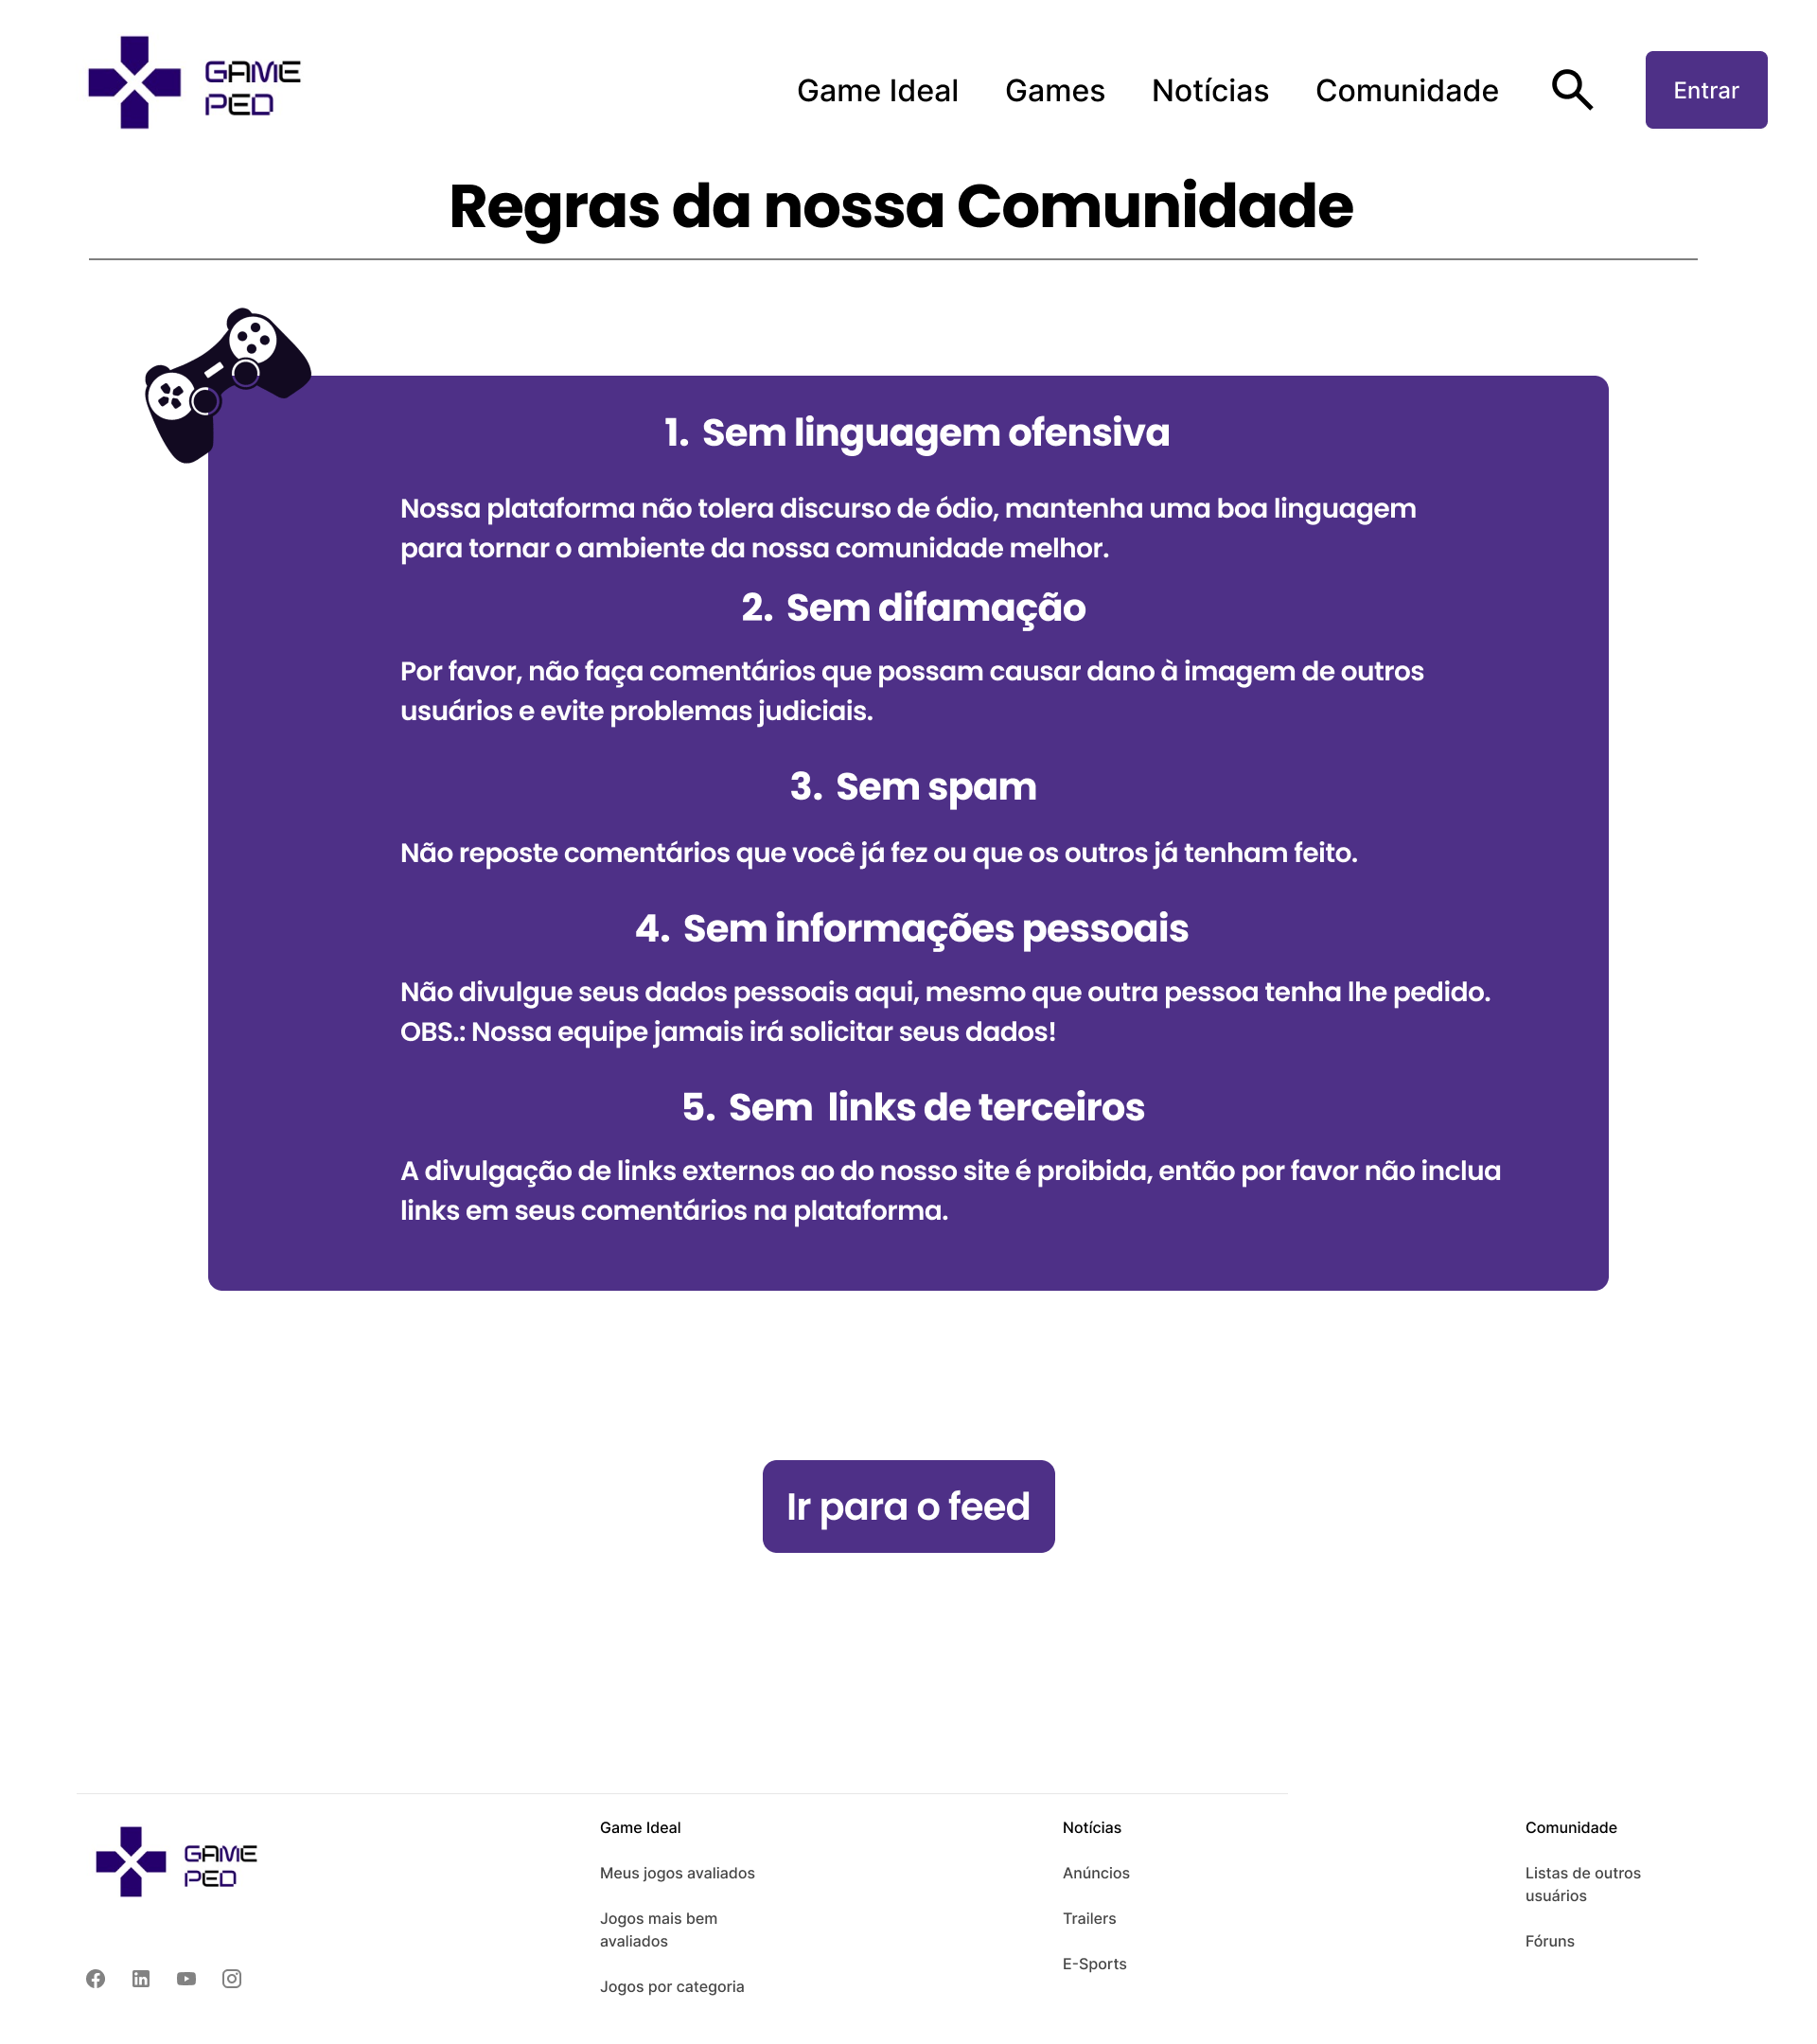 GAME
PED
Game Ideal Games Notícias Comunidade Entrar
Regras da nossa Comunidade
1. Sem linguagem ofensiva
Nossa plataforma não tolera discurso de ódio, mantenha uma boa linguagem
para tornar o ambiente da nossa comunidade melhor.
2. Sem difamação
Por favor, não faça comentários que possam causar dano à imagem de outros
usuários e evite problemas judiciais.
3. Sem spam
Não reposte comentários que você já fez ou que os outros já tenham feito.
4. Sem informações pessoais
Não divulgue seus dados pessoais aqui, mesmo que outra pessoa tenha lhe pedido.
OBS.: Nossa equipe jamais irá solicitar seus dados!
5. Sem links de terceiros
A divulgação de links externos ao do nosso site é proibida, então por favor não inclua
links em seus comentários na plataforma.
Ir para o feed
GAME
PED
Game Ideal
Meus jogos avaliados
Jogos mais bem
avaliados
Jogos por categoria
Notícias
Anúncios
Trailers
E-Sports
Comunidade
Listas de outros
usuários
Fóruns